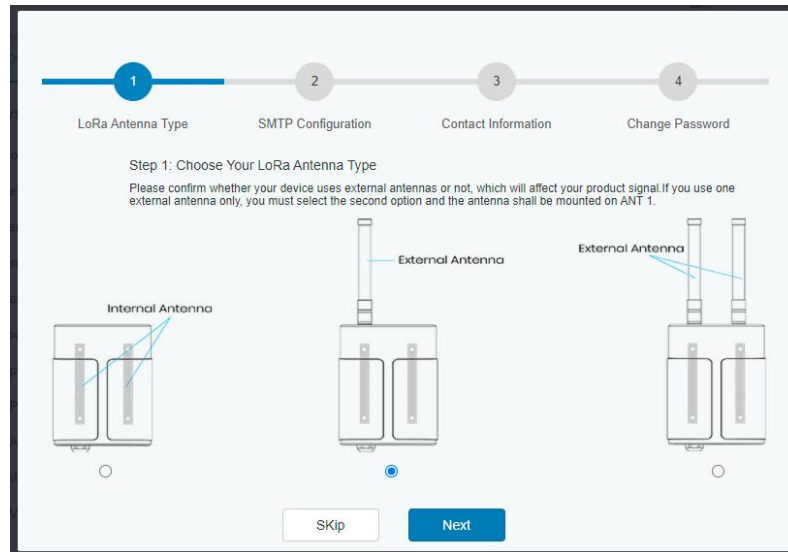 1 2 3 4
LoRa Antenna Type SMTP Configuration Contact Information Change Password
Step 1: Choose Your LoRa Antenna Type
Please confirm whether your device uses external antennas or not, which will affect your product signal.If you use one
external antenna only, you must select the second option and the antenna shall be mounted on ANT 1.
External Antenna
External Antenna
Internal Antenna
SKip Next